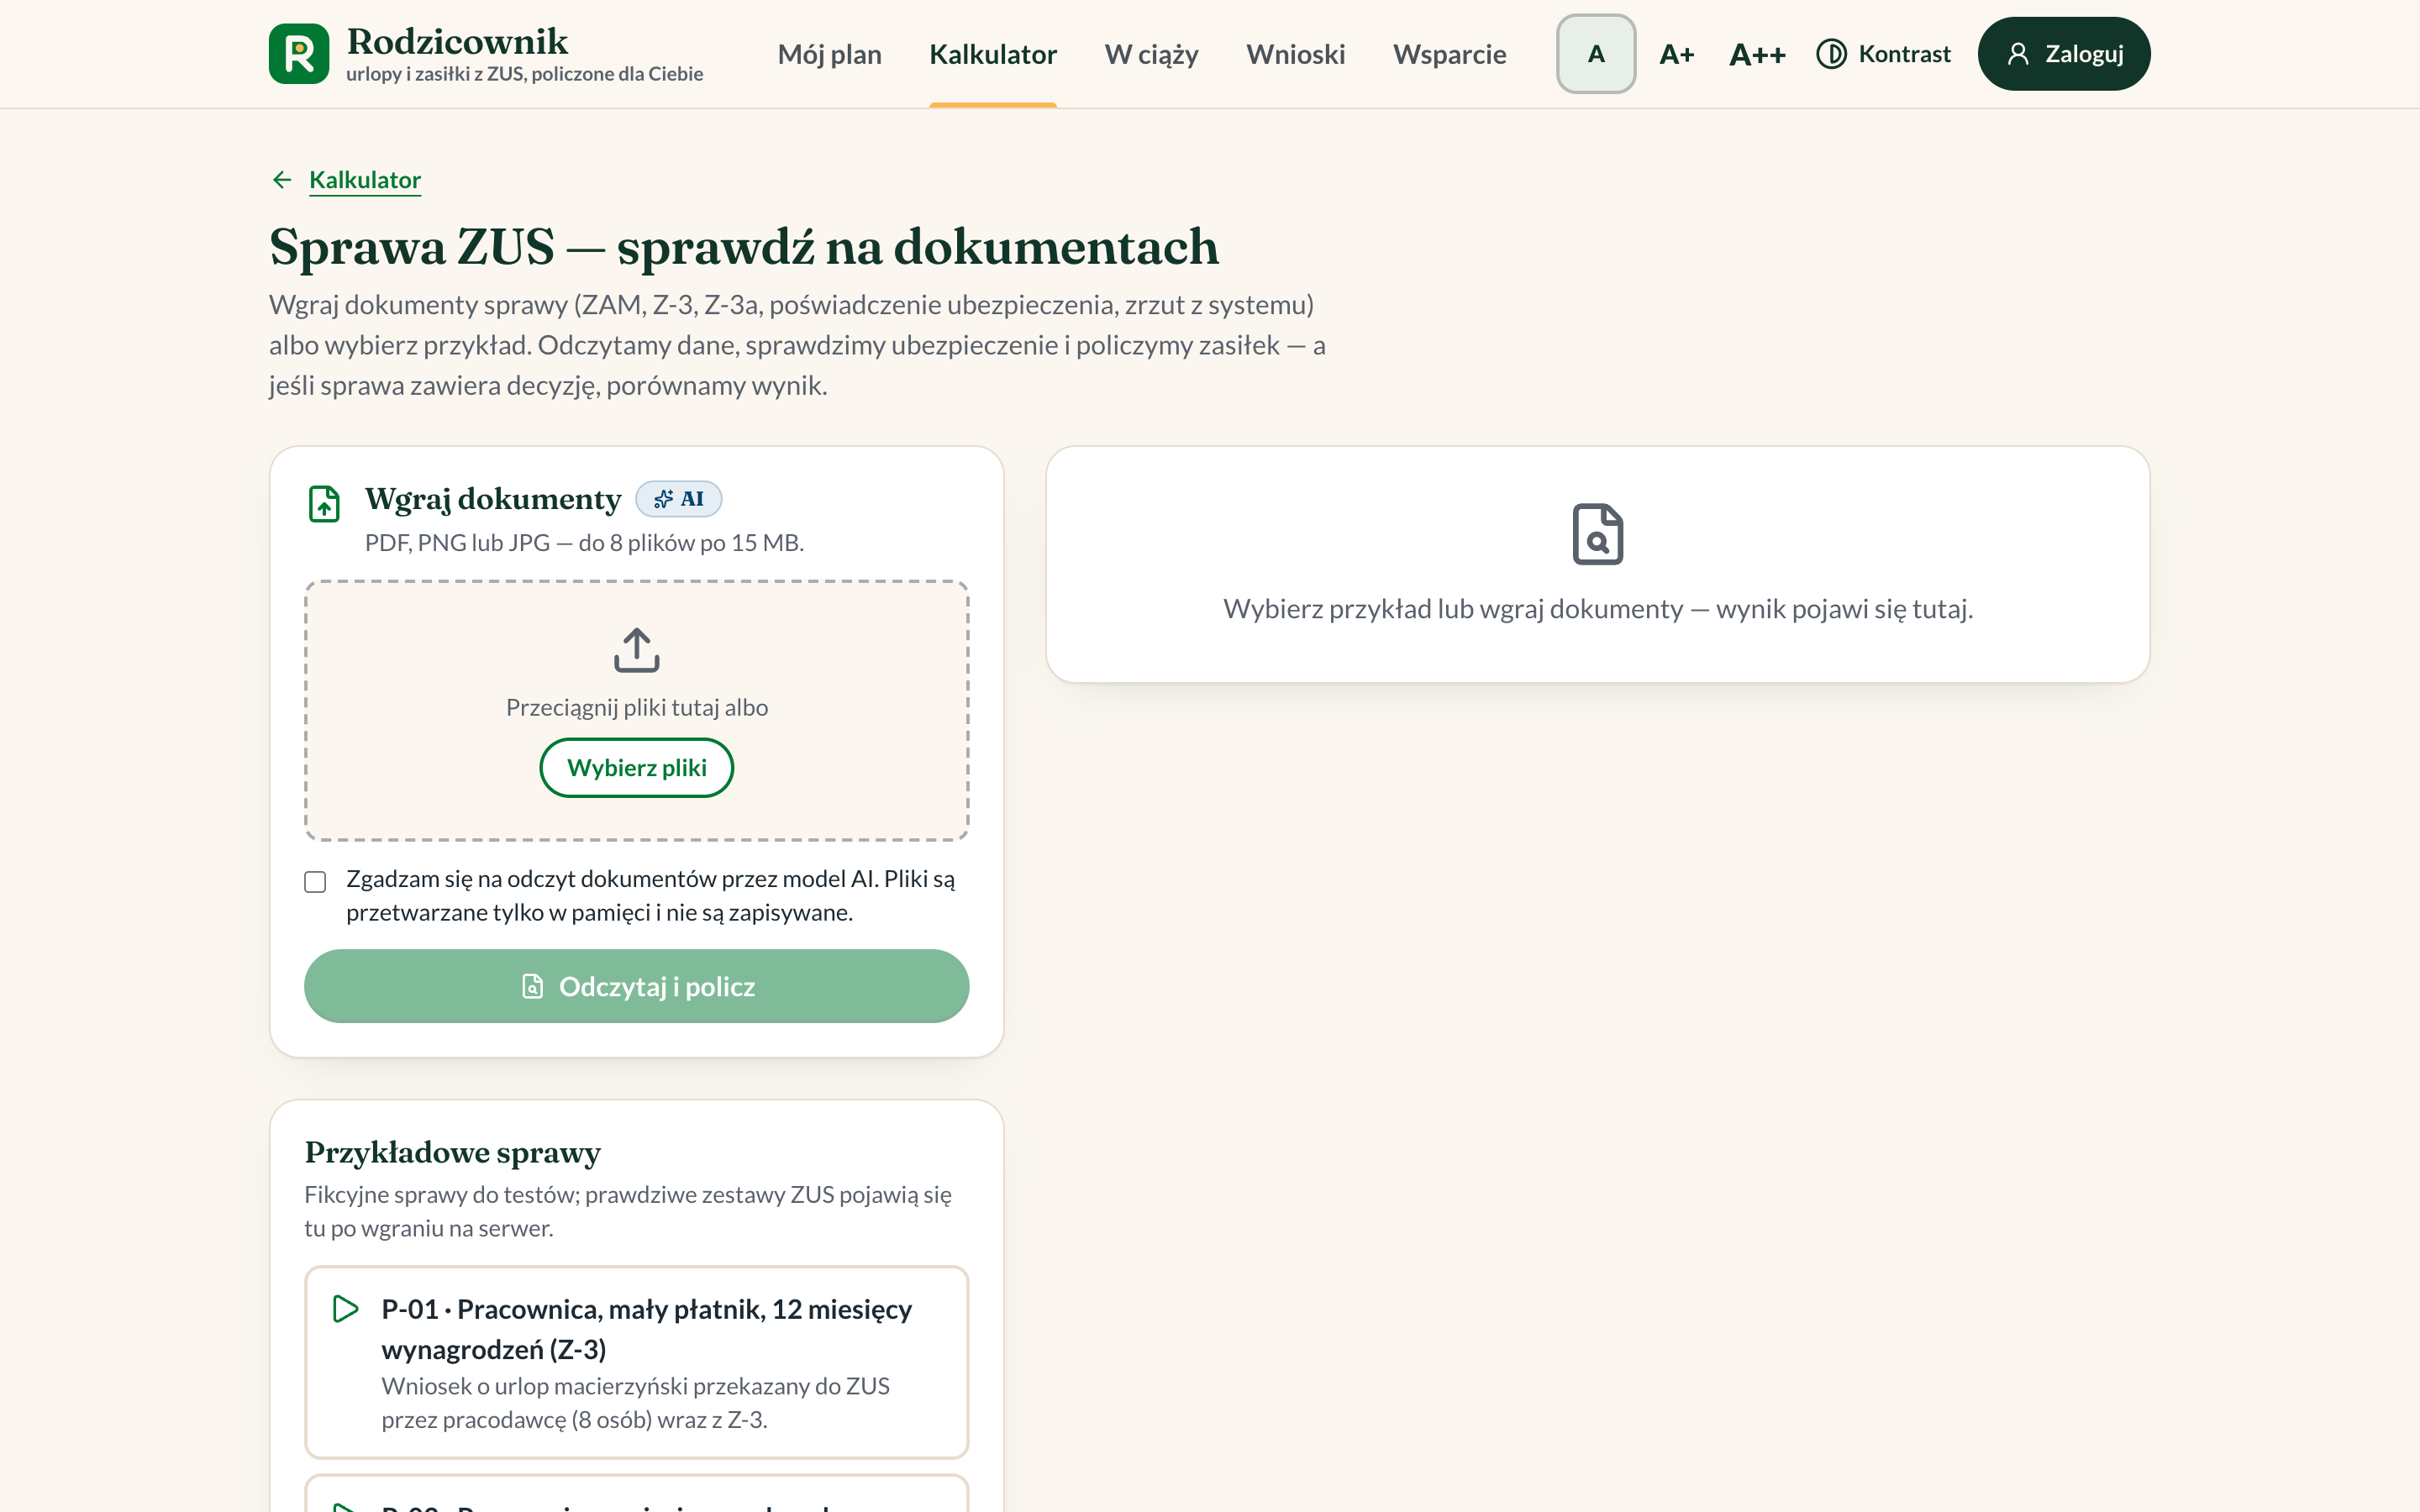 Rodzicownik
urlopy i zasiłki z ZUS, policzone dla Ciebie
Mój plan
Kalkulator
W ciąży
Wnioski
Wsparcie
A
A+
A++
Kontrast
Zaloguj
Kalkulator
Sprawa ZUS — sprawdź na dokumentach
Wgraj dokumenty sprawy (ZAM, Z-3, Z-3a, poświadczenie ubezpieczenia, zrzut z systemu)
albo wybierz przykład. Odczytamy dane, sprawdzimy ubezpieczenie i policzymy zasiłek — a
jeśli sprawa zawiera decyzję, porównamy wynik.
Wgraj dokumenty
AI
PDF, PNG lub JPG — do 8 plików po 15 MB.
Przeciągnij pliki tutaj albo
Wybierz pliki
Zgadzam się na odczyt dokumentów przez model AI. Pliki są
przetwarzane tylko w pamięci i nie są zapisywane.
Odczytaj i policz
Wybierz przykład lub wgraj dokumenty — wynik pojawi się tutaj.
Przykładowe sprawy
Fikcyjne sprawy do testów; prawdziwe zestawy ZUS pojawią się
tu po wgraniu na serwer.
P-01 · Pracownica, mały płatnik, 12 miesięcy
wynagrodzeń (Z-3)
Wniosek o urlop macierzyński przekazany do ZUS
przez pracodawcę (8 osób) wraz z Z-3.